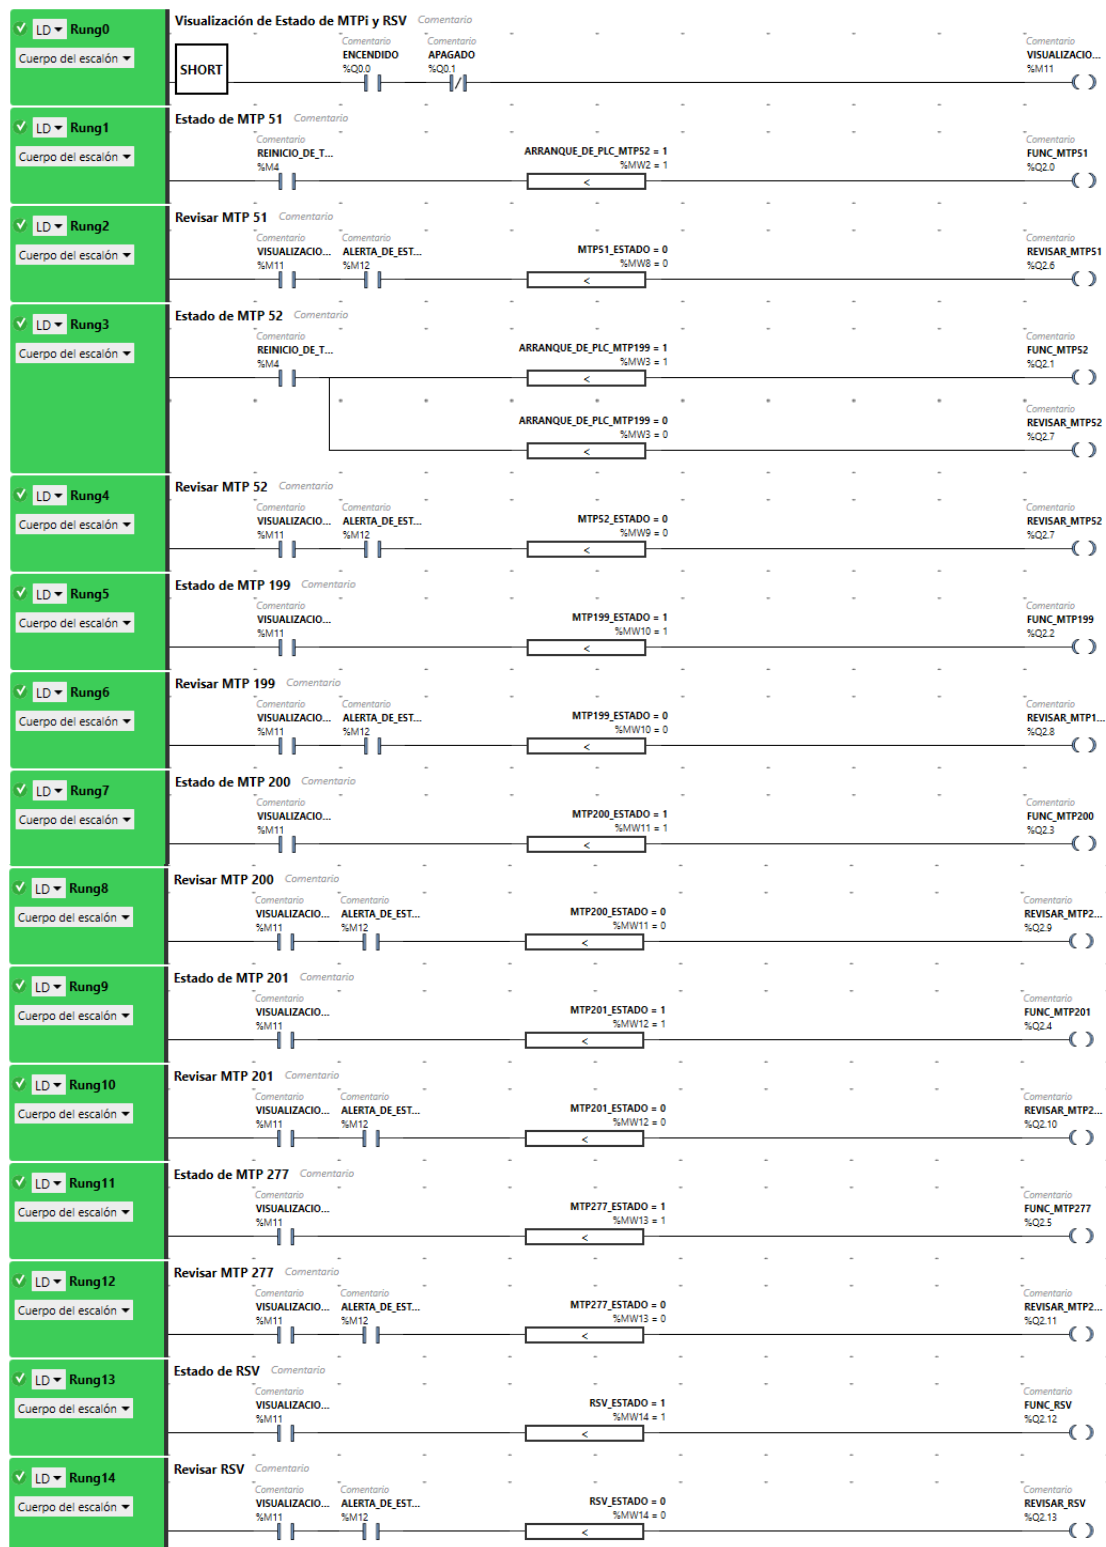 LD Rung0
Cuerpo del escalón
Visualización de Estado de MTPi y RSV Comentario
SHORT
Comentario Comentario Comentario
ENCENDIDO APAGADO VISUALIZACIO...
%Q0.0 %Q0.1 %M11
LD Rung1
Cuerpo del escalón
Estado de MTP 51 Comentario
Comentario Comentario
REINICIO_DE_T... ARRANQUE_DE_PLC_MTP52 = 1 FUNC_MTP51
%M4 %MW2 = 1 %Q2.0
<
LD Rung2
Cuerpo del escalón
Revisar MTP 51 Comentario
Comentario Comentario Comentario
VISUALIZACIO... ALERTA_DE_EST... MTP51_ESTADO = 0 REVISAR_MTP51
%M11 %M12 %MW8 = 0 %Q2.6
<
LD Rung3
Cuerpo del escalón
Estado de MTP 52 Comentario
Comentario Comentario
REINICIO_DE_T... ARRANQUE_DE_PLC_MTP199 = 1 FUNC_MTP52
%M4 %MW3 = 1 %Q2.1
<
Comentario
ARRANQUE_DE_PLC_MTP199 = 0 REVISAR_MTP52
%MW3 = 0 %Q2.7
<
LD Rung4
Cuerpo del escalón
Revisar MTP 52 Comentario
Comentario Comentario Comentario
VISUALIZACIO... ALERTA_DE_EST... MTP52_ESTADO = 0 REVISAR_MTP52
%M11 %M12 %MW9 = 0 %Q2.7
<
LD Rung5
Cuerpo del escalón
Estado de MTP 199 Comentario
Comentario Comentario
VISUALIZACIO... MTP199_ESTADO = 1 FUNC_MTP199
%M11 %MW10 = 1 %Q2.2
<
LD Rung6
Cuerpo del escalón
Revisar MTP 199 Comentario
Comentario Comentario Comentario
VISUALIZACIO... ALERTA_DE_EST... MTP199_ESTADO = 0 REVISAR_MTP1...
%M11 %M12 %MW10 = 0 %Q2.8
<
LD Rung7
Cuerpo del escalón
Estado de MTP 200 Comentario
Comentario Comentario
VISUALIZACIO... MTP200_ESTADO = 1 FUNC_MTP200
%M11 %MW11 = 1 %Q2.3
<
LD Rung8
Cuerpo del escalón
Revisar MTP 200 Comentario
Comentario Comentario Comentario
VISUALIZACIO... ALERTA_DE_EST... MTP200_ESTADO = 0 REVISAR_MTP2...
%M11 %M12 %MW11 = 0 %Q2.9
<
LD Rung9
Cuerpo del escalón
Estado de MTP 201 Comentario
Comentario Comentario
VISUALIZACIO... MTP201_ESTADO = 1 FUNC_MTP201
%M11 %MW12 = 1 %Q2.4
<
LD Rung10
Cuerpo del escalón
Revisar MTP 201 Comentario
Comentario Comentario Comentario
VISUALIZACIO... ALERTA_DE_EST... MTP201_ESTADO = 0 REVISAR_MTP2...
%M11 %M12 %MW12 = 0 %Q2.10
<
LD Rung11
Cuerpo del escalón
Estado de MTP 277 Comentario
Comentario Comentario
VISUALIZACIO... MTP277_ESTADO = 1 FUNC_MTP277
%M11 %MW13 = 1 %Q2.5
<
LD Rung12
Cuerpo del escalón
Revisar MTP 277 Comentario
Comentario Comentario Comentario
VISUALIZACIO... ALERTA_DE_EST... MTP277_ESTADO = 0 REVISAR_MTP2...
%M11 %M12 %MW13 = 0 %Q2.11
<
LD Rung13
Cuerpo del escalón
Estado de RSV Comentario
Comentario Comentario
VISUALIZACIO... RSV_ESTADO = 1 FUNC_RSV
%M11 %MW14 = 1 %Q2.12
<
LD Rung14
Cuerpo del escalón
Revisar RSV Comentario
Comentario Comentario Comentario
VISUALIZACIO... ALERTA_DE_EST... RSV_ESTADO = 0 REVISAR_RSV
%M11 %M12 %MW14 = 0 %Q2.13
<